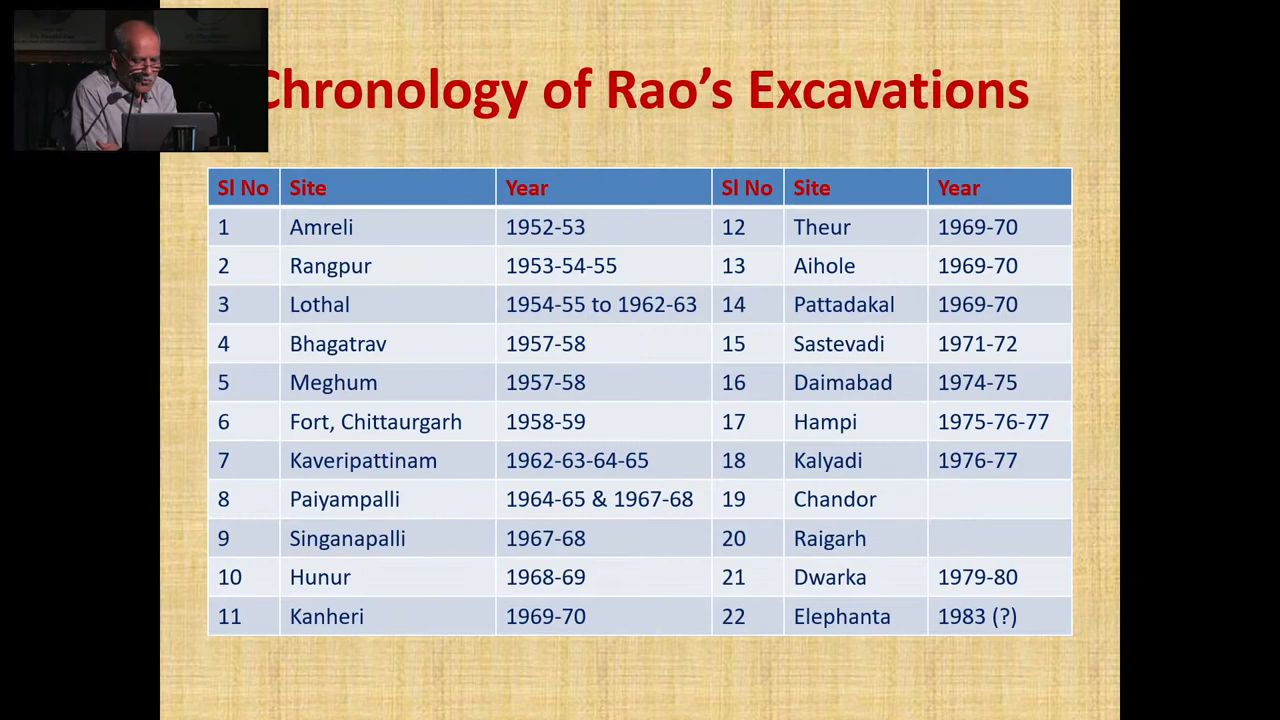 Chronology of Rao's Excavations
Sl No Site Year Sl No Site Year
1 Amreli 1952-53 12 Theur 1969-70
2 Rangpur 1953-54-55 13 Aihole 1969-70
3 Lothal 1954-55 to 1962-63 14 Pattadakal 1969-70
4 Bhagatrav 1957-58 15 Sastevadi 1971-72
5 Meghum 1957-58 16 Daimabad 1974-75
6 Fort, Chittaurgarh 1958-59 17 Hampi 1975-76-77
7 Kaveripattinam 1962-63-64-65 18 Kalyadi 1976-77
8 Paiyampalli 1964-65 & 1967-68 19 Chandor
9 Singanapalli 1967-68 20 Raigarh
10 Hunur 1968-69 21 Dwarka 1979-80
11 Kanheri 1969-70 22 Elephanta 1983 (?)